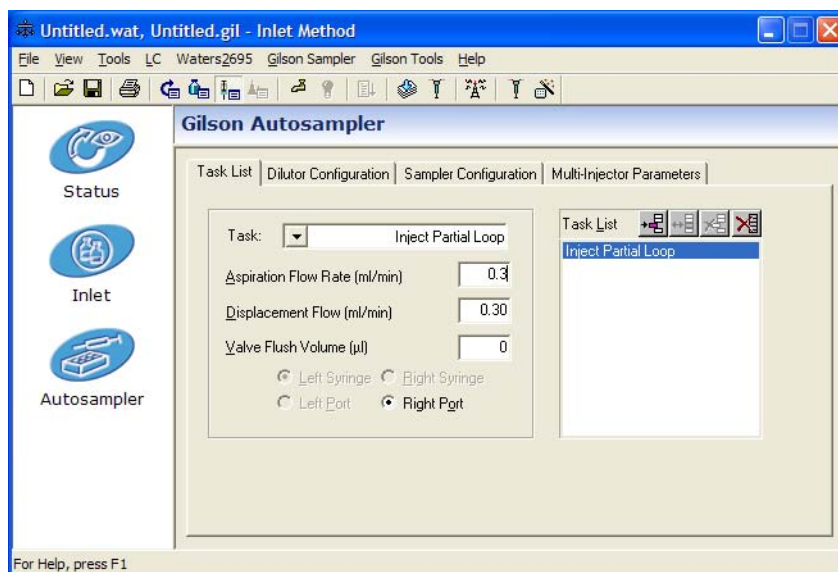 Untitled.wat, Untitled.gil - Inlet Method
File View Tools LC Waters2695 Gilson Sampler Gilson Tools Help
Gilson Autosampler
Status
Inlet
Autosampler
Task List Dilutor Configuration Sampler Configuration Multi-Injector Parameters
Task: Inject Partial Loop
Aspiration Flow Rate (ml/min) 0.3
Displacement Flow (ml/min) 0.30
Valve Flush Volume (µl) 0
Left Syringe Right Syringe
Left Port Right Port
Task List
Inject Partial Loop
For Help, press F1